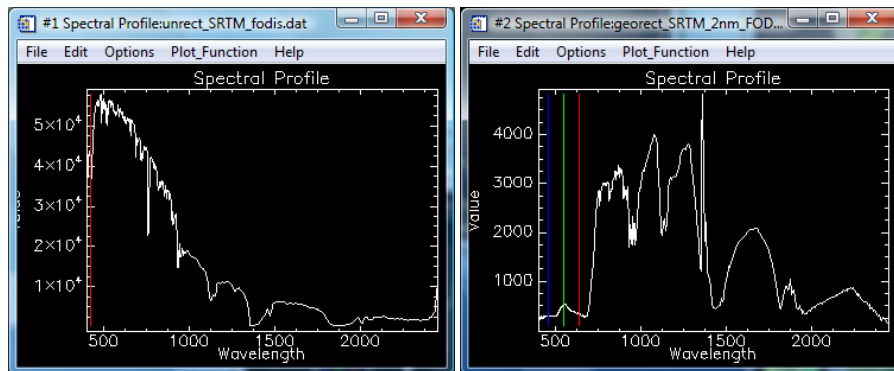 #1 Spectral Profile:unrect_SRTM_fodis.dat
File Edit Options Plot_Function Help
Spectral Profile
5×10⁴
4×10⁴
3×10⁴
2×10⁴
1×10⁴
Value
500 1000 1500 2000
Wavelength
#2 Spectral Profile:georect_SRTM_2nm_FOD...
File Edit Options Plot_Function Help
Spectral Profile
4000
3000
2000
1000
Value
500 1000 1500 2000
Wavelength